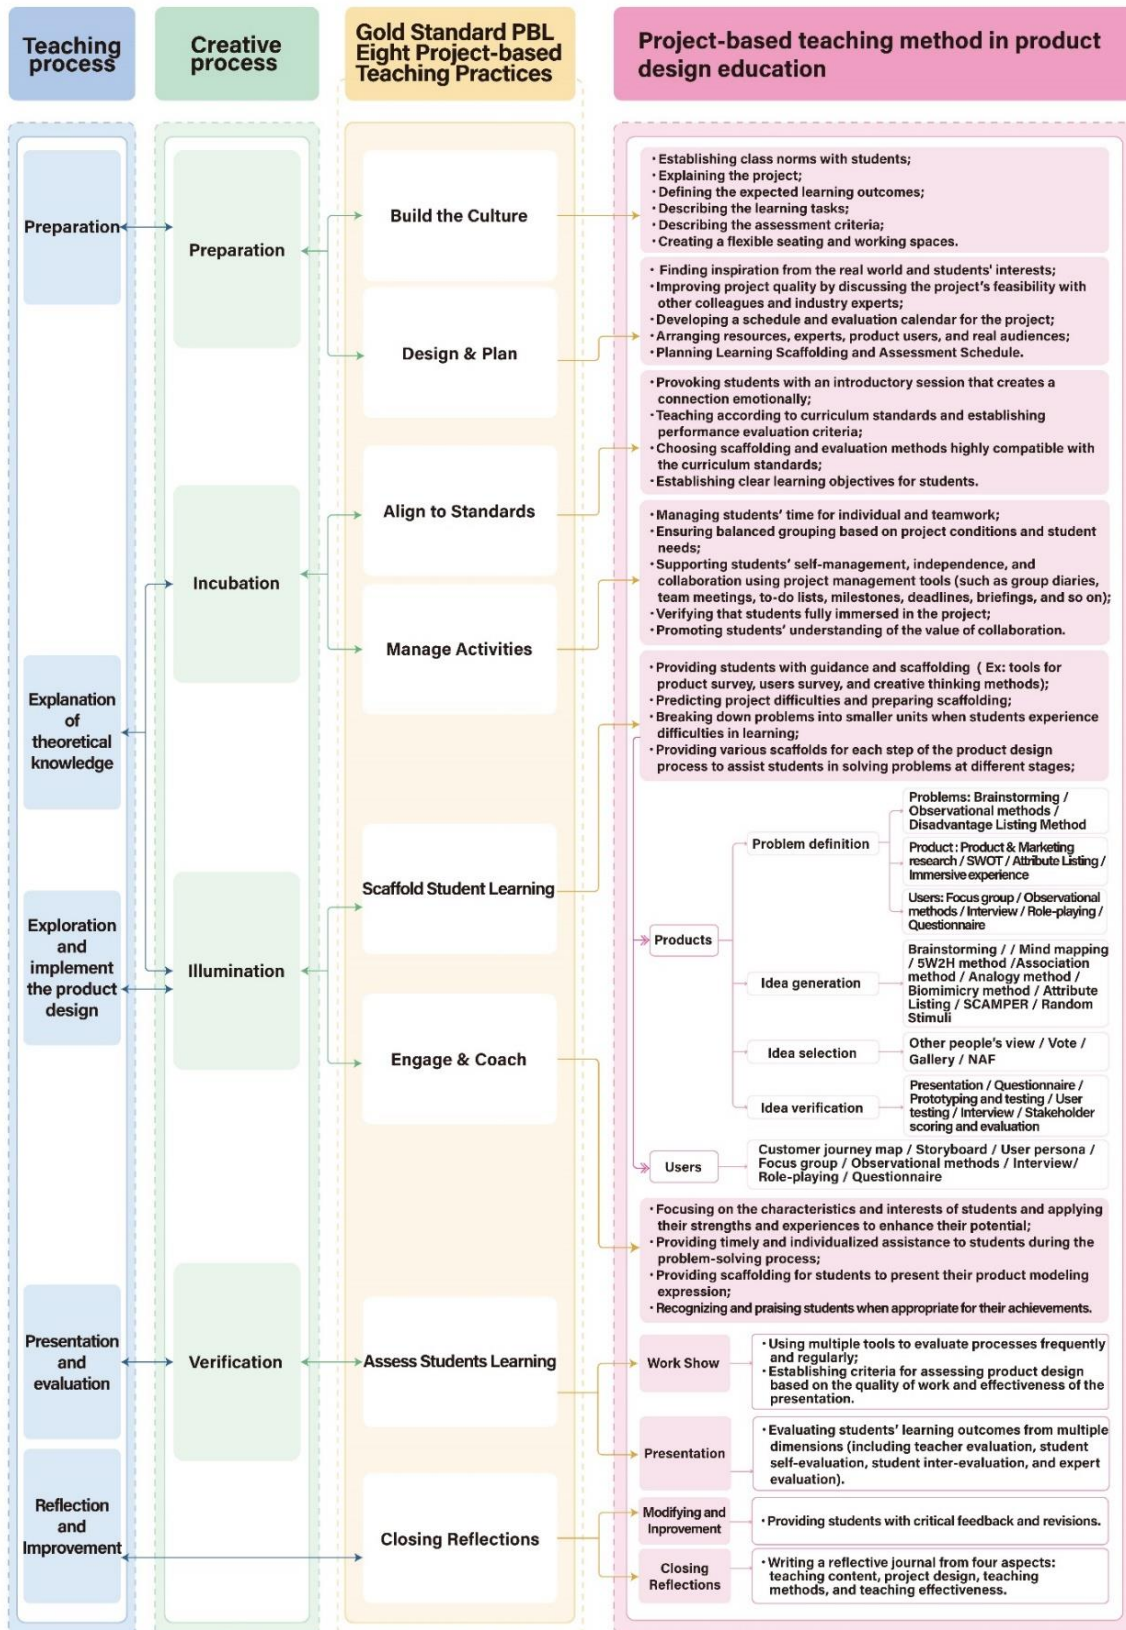 Teaching
process
Creative
process
Gold Standard PBL
Eight Project-based
Teaching Practices
Project-based teaching method in product
design education
Preparation
Explanation
of
theoretical
knowledge
Exploration
and
implement
the product
design
Presentation
and
evaluation
Reflection
and
Improvement
Preparation
Incubation
Illumination
Verification
Build the Culture
Design & Plan
Align to Standards
Manage Activities
Scaffold Student Learning
Engage & Coach
Assess Students Learning
Closing Reflections
· Establishing class norms with students;
· Explaining the project;
· Defining the expected learning outcomes;
· Describing the learning tasks;
· Describing the assessment criteria;
· Creating a flexible seating and working spaces.
· Finding inspiration from the real world and students' interests;
· Improving project quality by discussing the project's feasibility with
other colleagues and industry experts;
· Developing a schedule and evaluation calendar for the project;
· Arranging resources, experts, product users, and real audiences;
· Planning Learning Scaffolding and Assessment Schedule.
· Provoking students with an introductory session that creates a
connection emotionally;
· Teaching according to curriculum standards and establishing
performance evaluation criteria;
· Choosing scaffolding and evaluation methods highly compatible with
the curriculum standards;
· Establishing clear learning objectives for students.
· Managing students' time for individual and teamwork;
· Ensuring balanced grouping based on project conditions and student
needs;
· Supporting students' self-management, independence, and
collaboration using project management tools (such as group diaries,
team meetings, to-do lists, milestones, deadlines, briefings, and so on);
· Verifying that students fully immersed in the project;
· Promoting students' understanding of the value of collaboration.
· Providing students with guidance and scaffolding ( Ex: tools for
product survey, users survey, and creative thinking methods);
· Predicting project difficulties and preparing scaffolding;
· Breaking down problems into smaller units when students experience
difficulties in learning;
· Providing various scaffolds for each step of the product design
process to assist students in solving problems at different stages;
Products
Problem definition
Problems: Brainstorming /
Observational methods /
Disadvantage Listing Method
Product : Product & Marketing
research / SWOT / Attribute Listing /
Immersive experience
Users: Focus group / Observational
methods / Interview / Role-playing /
Questionnaire
Idea generation
Brainstorming / / Mind mapping
/ 5W2H method /Association
method / Analogy method /
Biomimicry method / Attribute
Listing / SCAMPER / Random
Stimuli
Idea selection
Other people's view / Vote /
Gallery / NAF
Idea verification
Presentation / Questionnaire /
Prototyping and testing / User
testing / Interview / Stakeholder
scoring and evaluation
Users
Customer journey map / Storyboard / User persona /
Focus group / Observational methods / Interview/
Role-playing / Questionnaire
· Focusing on the characteristics and interests of students and applying
their strengths and experiences to enhance their potential;
· Providing timely and individualized assistance to students during the
problem-solving process;
· Providing scaffolding for students to present their product modeling
expression;
· Recognizing and praising students when appropriate for their achievements.
Work Show
· Using multiple tools to evaluate processes frequently
and regularly;
· Establishing criteria for assessing product design
based on the quality of work and effectiveness of the
presentation.
Presentation
· Evaluating students' learning outcomes from multiple
dimensions (including teacher evaluation, student
self-evaluation, student inter-evaluation, and expert
evaluation).
Modifying and
Inprovement
· Providing students with critical feedback and revisions.
Closing
Reflections
· Writing a reflective journal from four aspects:
teaching content, project design, teaching
methods, and teaching effectiveness.